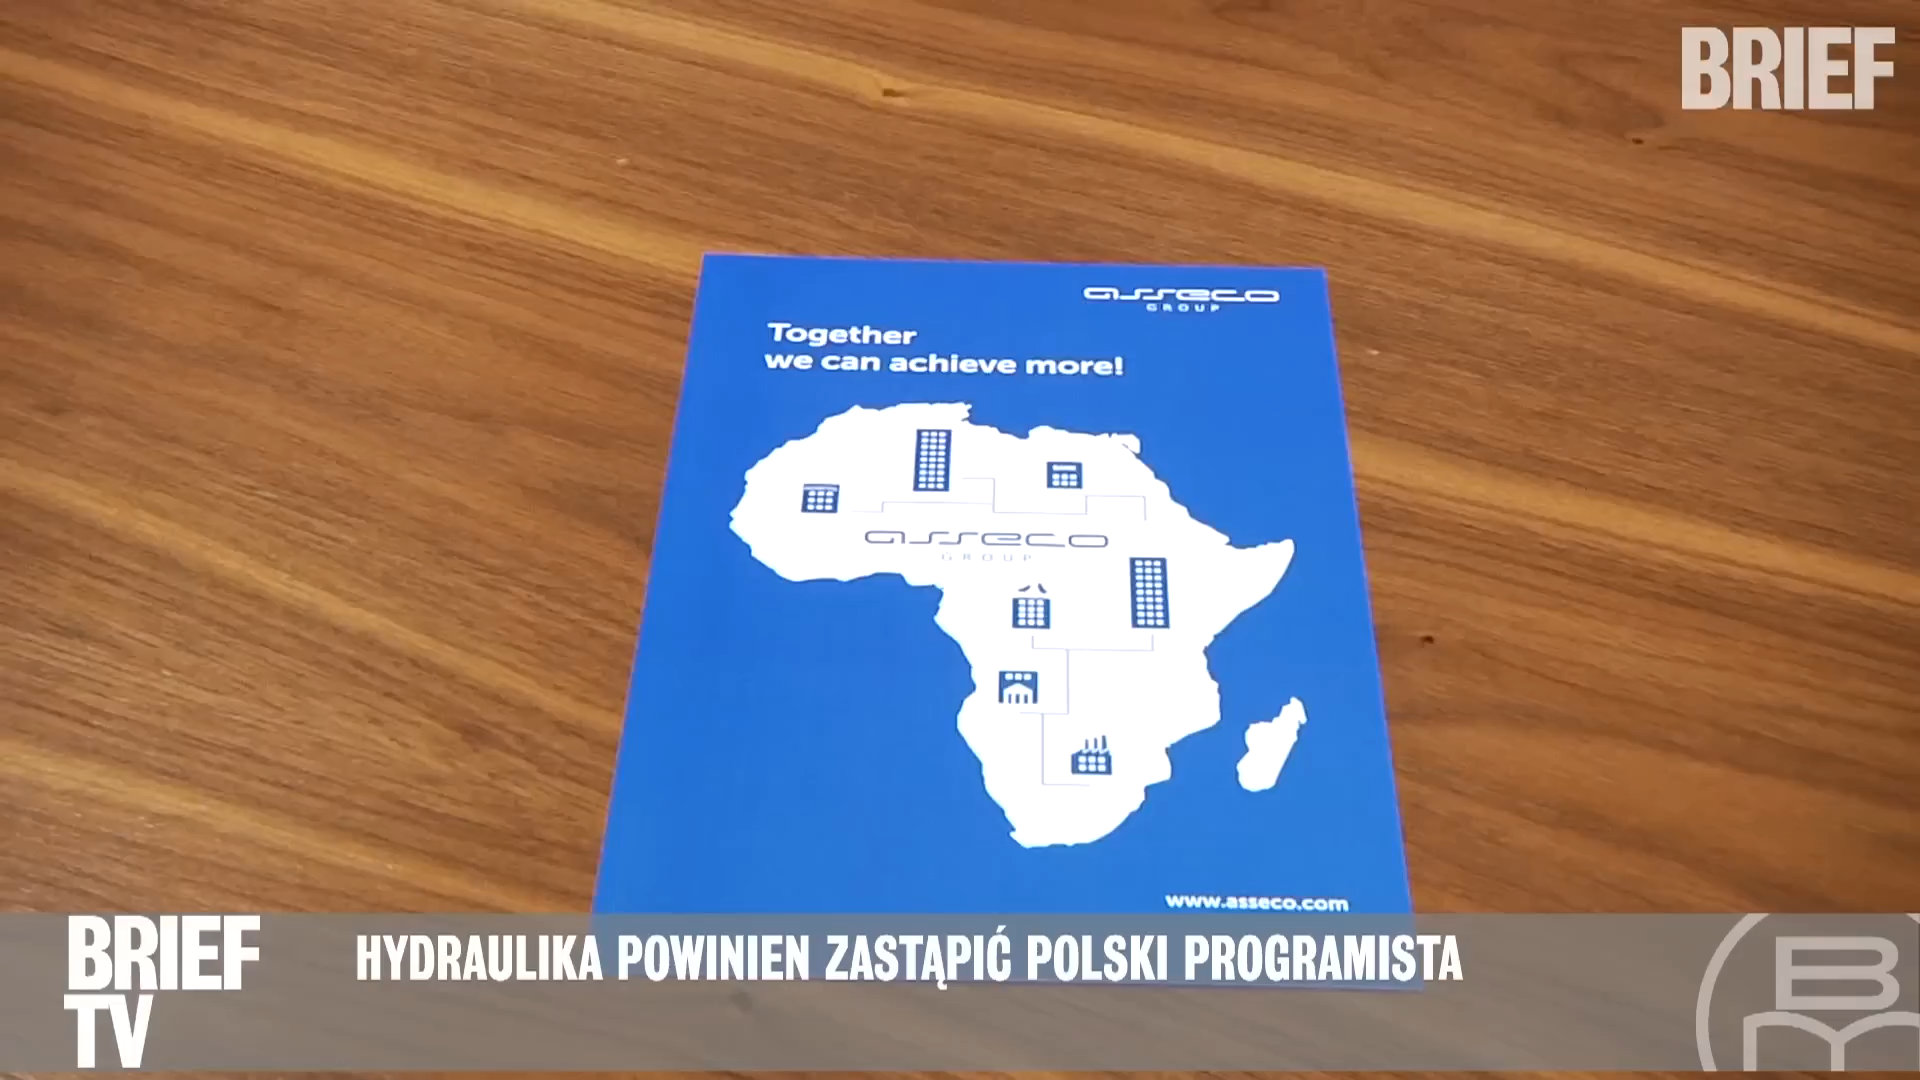 BRIEF
asseco
GROUP
Together
we can achieve more!
asseco
GROUP
www.asseco.com
BRIEF
TV
HYDRAULIKA POWINIEN ZASTĄPIĆ POLSKI PROGRAMISTA
B